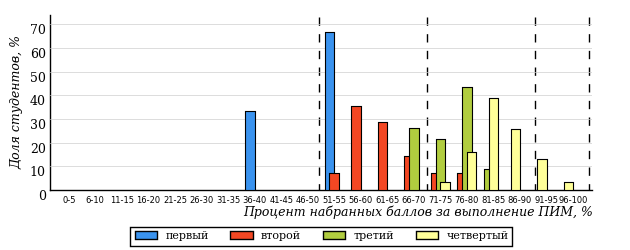 Доля студентов, %
70
60
50
40
30
20
10
0
0-5 6-10 11-15 16-20 21-25 26-30 31-35 36-40 41-45 46-50 51-55 56-60 61-65 66-70 71-75 76-80 81-85 86-90 91-95 96-100
Процент набранных баллов за выполнение ПИМ, %
первый второй третий четвертый